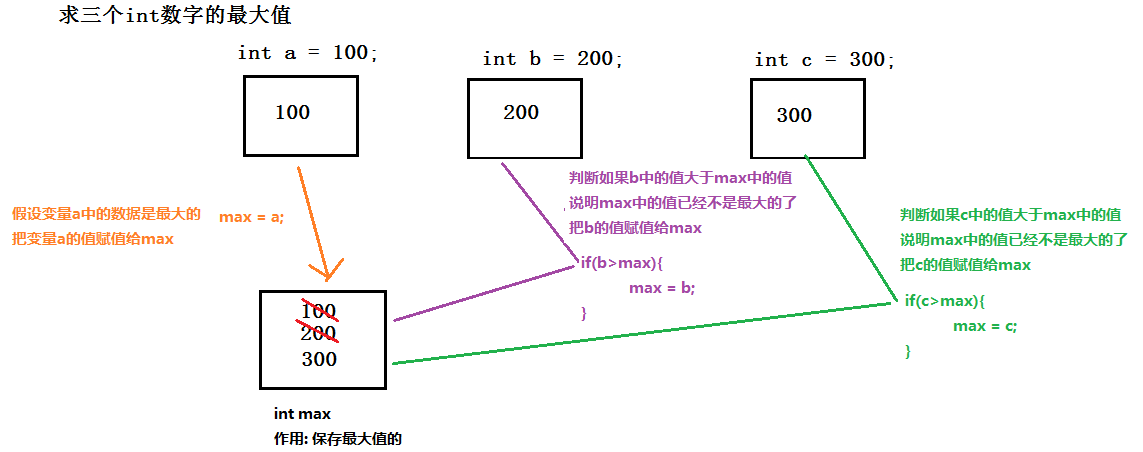 求三个int数字的最大值
int a = 100;
int b = 200;
int c = 300;
100
200
300
假设变量a中的数据是最大的
把变量a的值赋值给max
max = a;
判断如果b中的值大于max中的值
说明max中的值已经不是最大的了
把b的值赋值给max
if(b>max){
max = b;
}
判断如果c中的值大于max中的值
说明max中的值已经不是最大的了
把c的值赋值给max
if(c>max){
max = c;
}
100
200
300
int max
作用: 保存最大值的